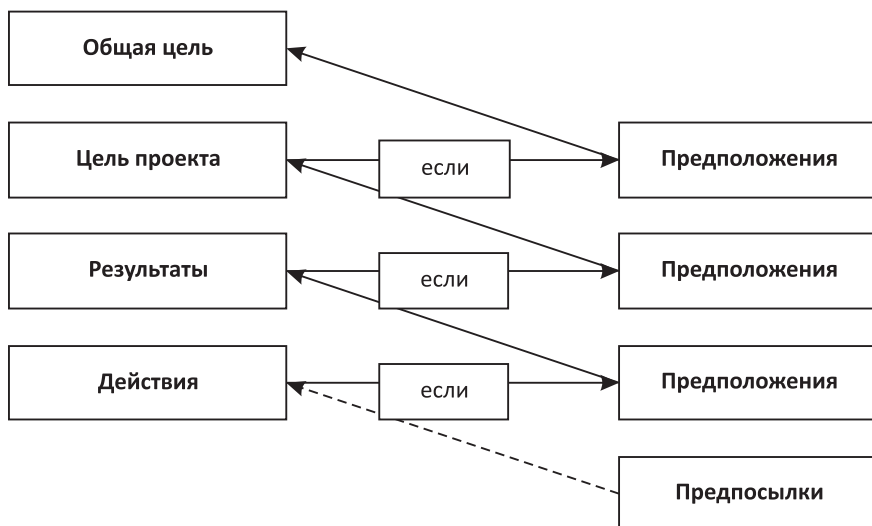 Общая цель
Цель проекта
если
Предположения
Результаты
если
Предположения
Действия
если
Предположения
Предпосылки